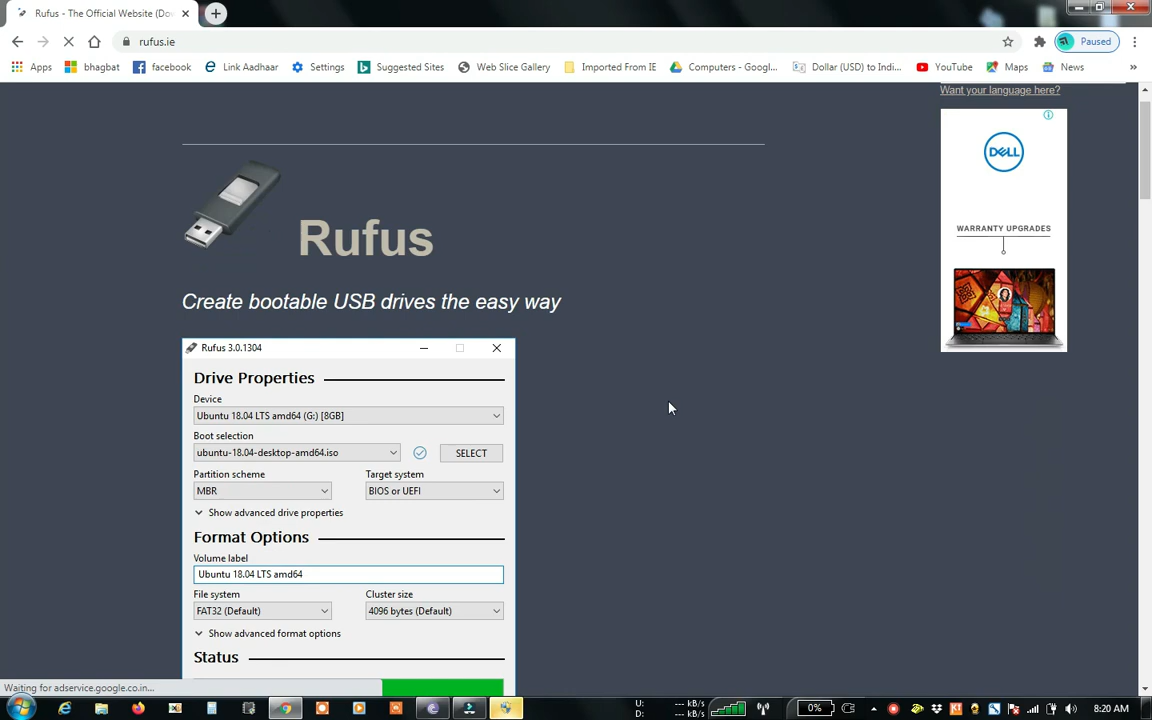 Rufus - The Official Website (Do
rufus.ie
Paused
Apps
bhagbat
facebook
Link Aadhaar
Settings
Suggested Sites
Web Slice Gallery
Imported From IE
Computers - Googl...
Dollar (USD) to Indi...
YouTube
Maps
News
»
Want your language here?
DELL
WARRANTY UPGRADES
Rufus
Create bootable USB drives the easy way
Rufus 3.0.1304
Drive Properties
Device
Ubuntu 18.04 LTS amd64 (G:) [8GB]
Boot selection
ubuntu-18.04-desktop-amd64.iso
SELECT
Partition scheme
Target system
MBR
BIOS or UEFI
Show advanced drive properties
Format Options
Volume label
Ubuntu 18.04 LTS amd64
File system
Cluster size
FAT32 (Default)
4096 bytes (Default)
Show advanced format options
Status
Waiting for adservice.google.co.in...
U: --- kB/s
D: --- kB/s
0%
8:20 AM